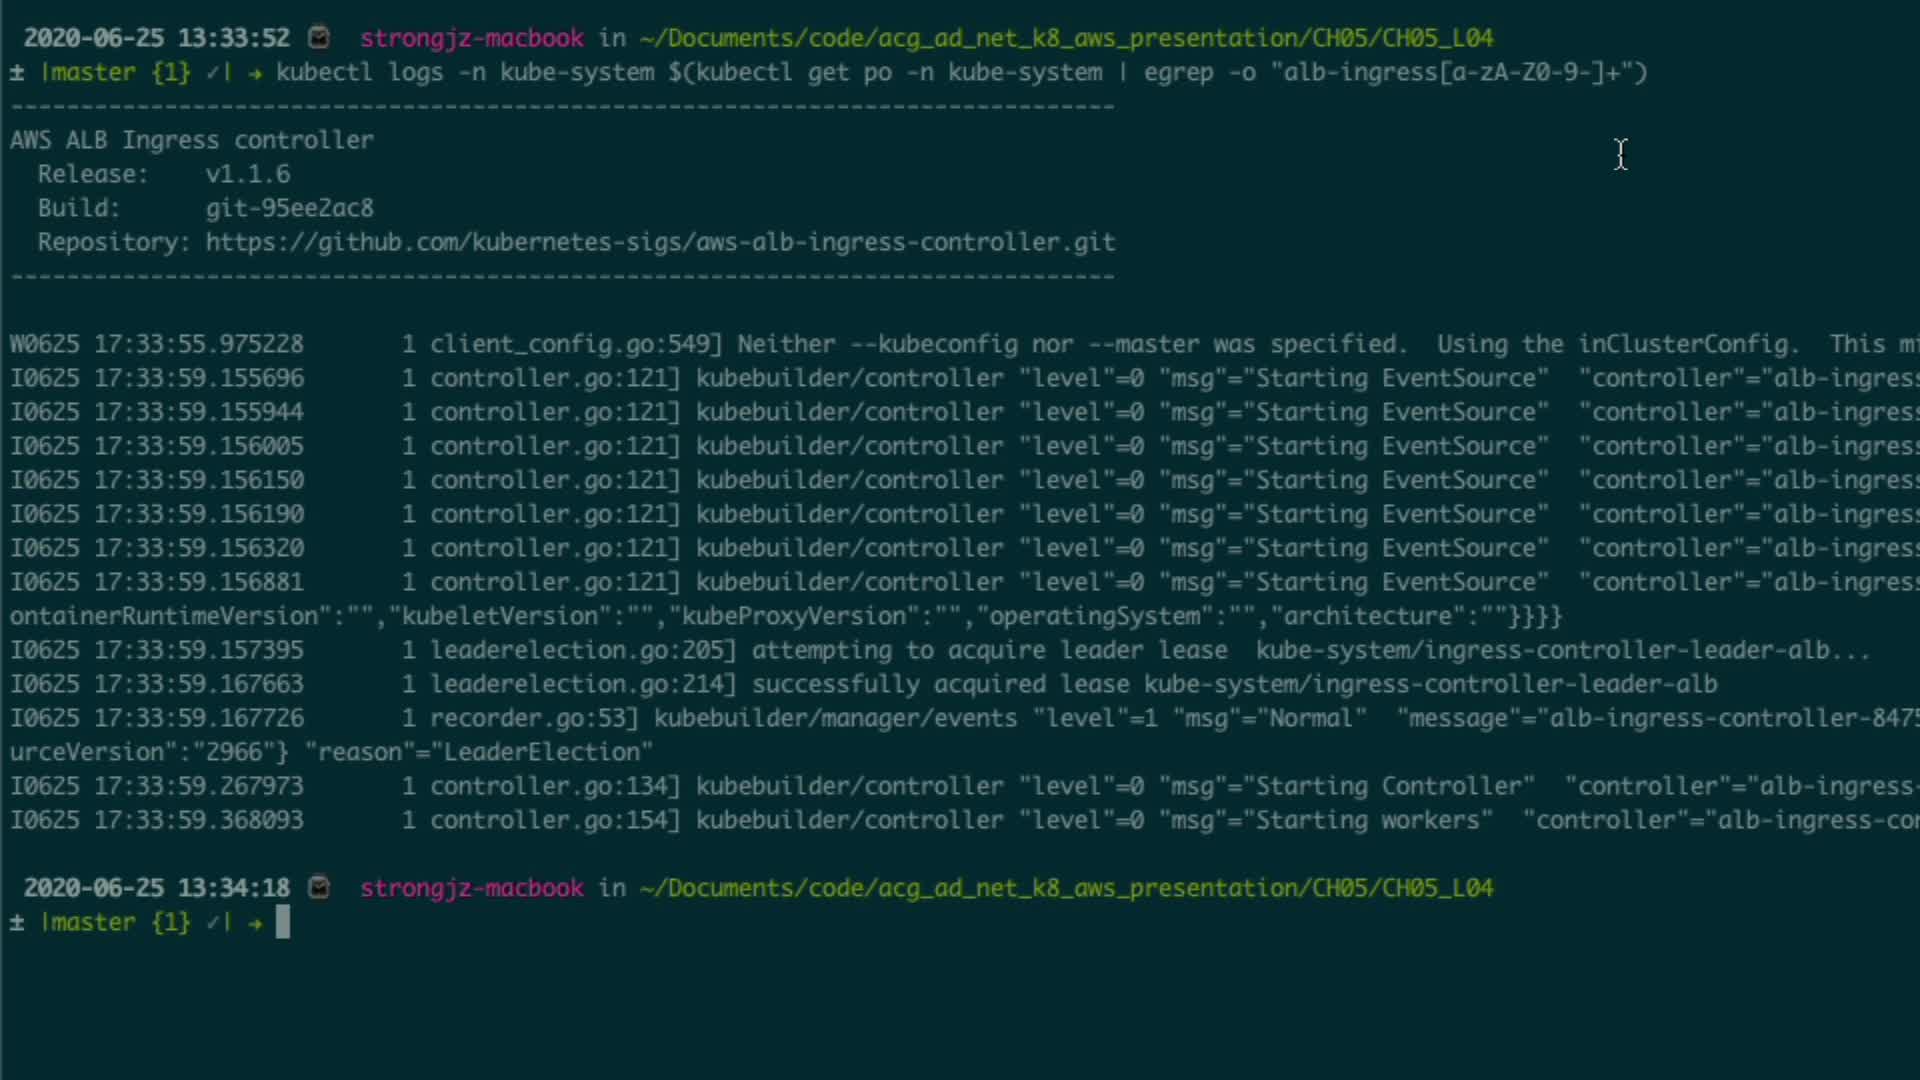 2020-06-25 13:33:52 strongjz-macbook in ~/Documents/code/acg_ad_net_k8_aws_presentation/CH05/CH05_L04
± |master {1} ✓| → kubectl logs -n kube-system $(kubectl get po -n kube-system | egrep -o "alb-ingress[a-zA-Z0-9-]+")
-------------------------------------------------------------------------------
AWS ALB Ingress controller
  Release:    v1.1.6
  Build:      git-95ee2ac8
  Repository: https://github.com/kubernetes-sigs/aws-alb-ingress-controller.git
-------------------------------------------------------------------------------
W0625 17:33:55.975228       1 client_config.go:549] Neither --kubeconfig nor --master was specified.  Using the inClusterConfig.  This mi
I0625 17:33:59.155696       1 controller.go:121] kubebuilder/controller "level"=0 "msg"="Starting EventSource"  "controller"="alb-ingress
I0625 17:33:59.155944       1 controller.go:121] kubebuilder/controller "level"=0 "msg"="Starting EventSource"  "controller"="alb-ingress
I0625 17:33:59.156005       1 controller.go:121] kubebuilder/controller "level"=0 "msg"="Starting EventSource"  "controller"="alb-ingress
I0625 17:33:59.156150       1 controller.go:121] kubebuilder/controller "level"=0 "msg"="Starting EventSource"  "controller"="alb-ingress
I0625 17:33:59.156190       1 controller.go:121] kubebuilder/controller "level"=0 "msg"="Starting EventSource"  "controller"="alb-ingress
I0625 17:33:59.156320       1 controller.go:121] kubebuilder/controller "level"=0 "msg"="Starting EventSource"  "controller"="alb-ingress
I0625 17:33:59.156881       1 controller.go:121] kubebuilder/controller "level"=0 "msg"="Starting EventSource"  "controller"="alb-ingress
ontainerRuntimeVersion":"","kubeletVersion":"","kubeProxyVersion":"","operatingSystem":"","architecture":""}}}}
I0625 17:33:59.157395       1 leaderelection.go:205] attempting to acquire leader lease  kube-system/ingress-controller-leader-alb...
I0625 17:33:59.167663       1 leaderelection.go:214] successfully acquired lease kube-system/ingress-controller-leader-alb
I0625 17:33:59.167726       1 recorder.go:53] kubebuilder/manager/events "level"=1 "msg"="Normal"  "message"="alb-ingress-controller-8475
urceVersion":"2966"} "reason"="LeaderElection"
I0625 17:33:59.267973       1 controller.go:134] kubebuilder/controller "level"=0 "msg"="Starting Controller"  "controller"="alb-ingress-
I0625 17:33:59.368093       1 controller.go:154] kubebuilder/controller "level"=0 "msg"="Starting workers"  "controller"="alb-ingress-con
2020-06-25 13:34:18 strongjz-macbook in ~/Documents/code/acg_ad_net_k8_aws_presentation/CH05/CH05_L04
± |master {1} ✓| →